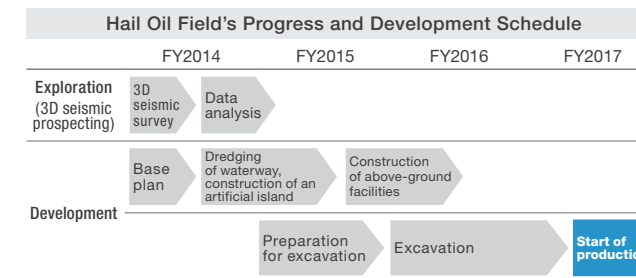 Hail Oil Field's Progress and Development Schedule
FY2014 FY2015 FY2016 FY2017
Exploration
(3D seismic
prospecting)
3D
seismic
survey
Data
analysis
Development
Base
plan
Dredging
of waterway,
construction of an
artificial island
Construction
of above-ground
facilities
Preparation
for excavation
Excavation
Start of